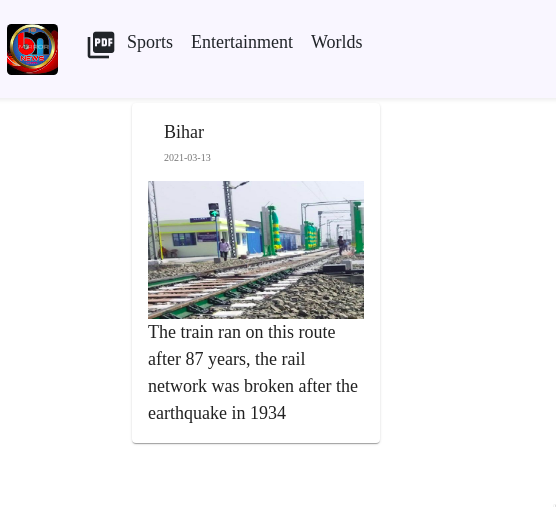 PDF Sports Entertainment Worlds
NEWS
Bihar
2021-03-13
The train ran on this route
after 87 years, the rail
network was broken after the
earthquake in 1934